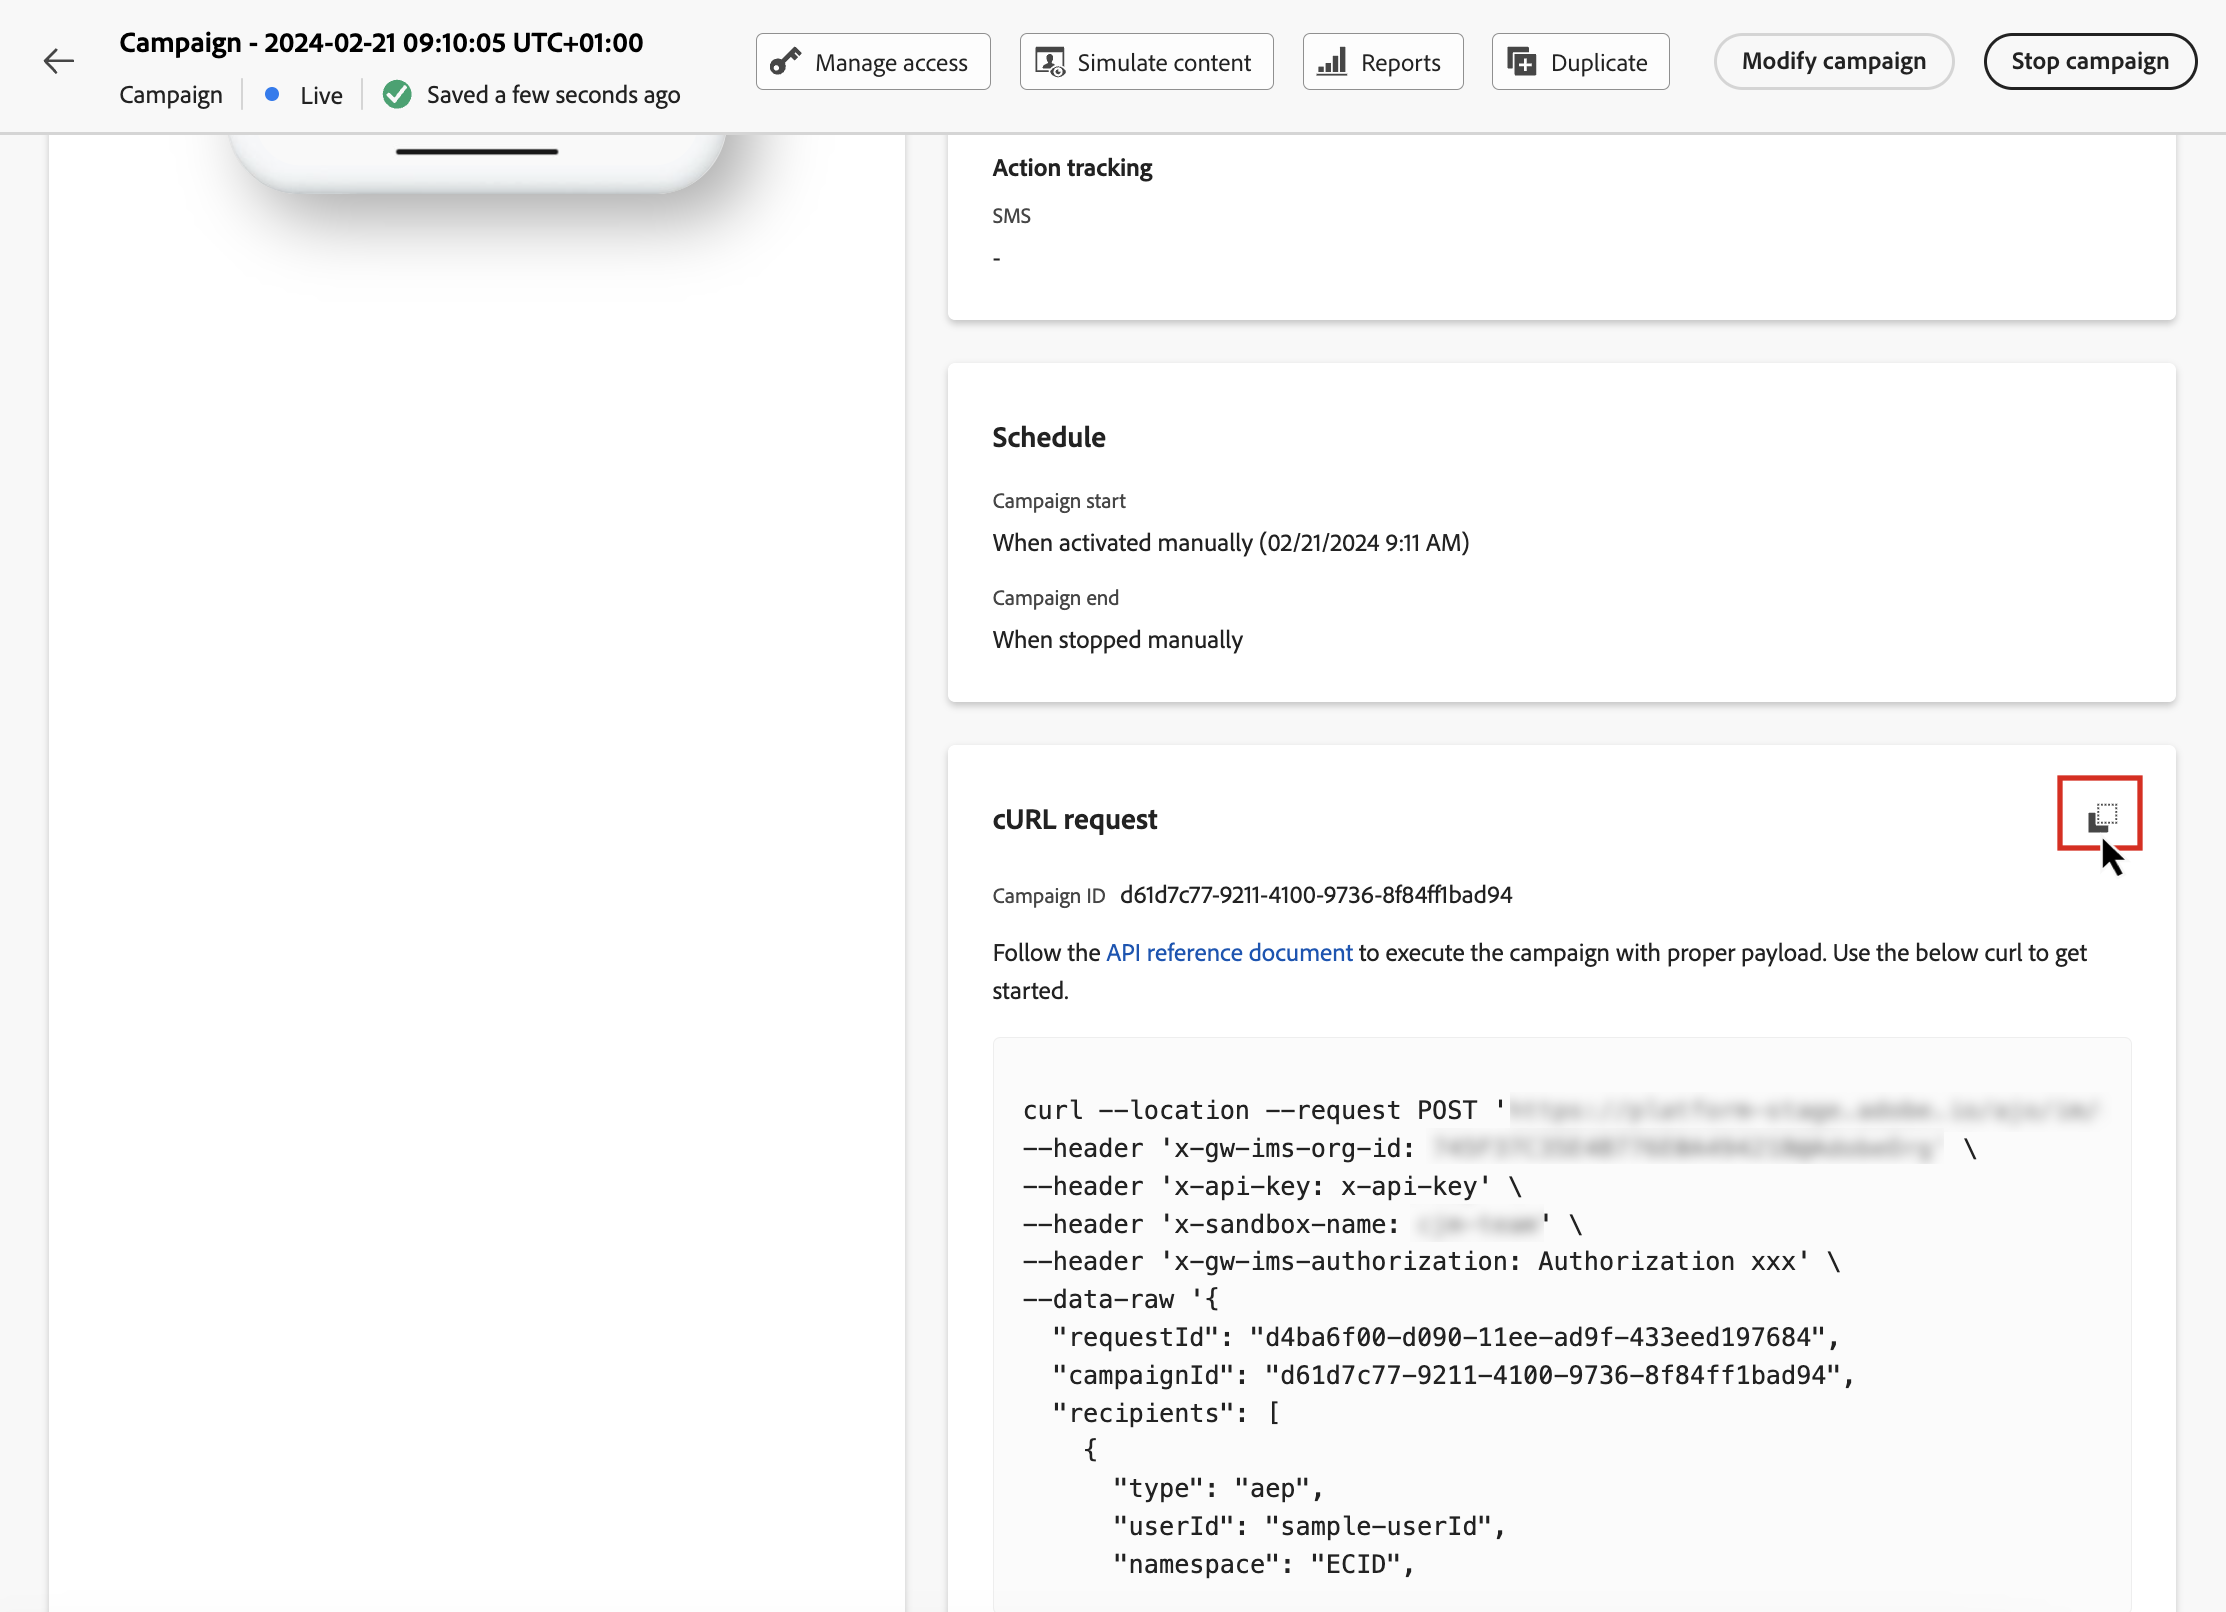 Campaign - 2024-02-21 09:10:05 UTC+01:00
Campaign Live Saved a few seconds ago
Manage access
Simulate content
Reports
Duplicate
Modify campaign
Stop campaign
Action tracking
SMS
-
Schedule
Campaign start
When activated manually (02/21/2024 9:11 AM)
Campaign end
When stopped manually
cURL request
Campaign ID d61d7c77-9211-4100-9736-8f84ff1bad94
Follow the API reference document to execute the campaign with proper payload. Use the below curl to get
started.
curl --location --request POST '
--header 'x-gw-ims-org-id: \
--header 'x-api-key: x-api-key' \
--header 'x-sandbox-name: ' \
--header 'x-gw-ims-authorization: Authorization xxx' \
--data-raw '{
"requestId": "d4ba6f00-d090-11ee-ad9f-433eed197684",
"campaignId": "d61d7c77-9211-4100-9736-8f84ff1bad94",
"recipients": [
{
"type": "aep",
"userId": "sample-userId",
"namespace": "ECID",